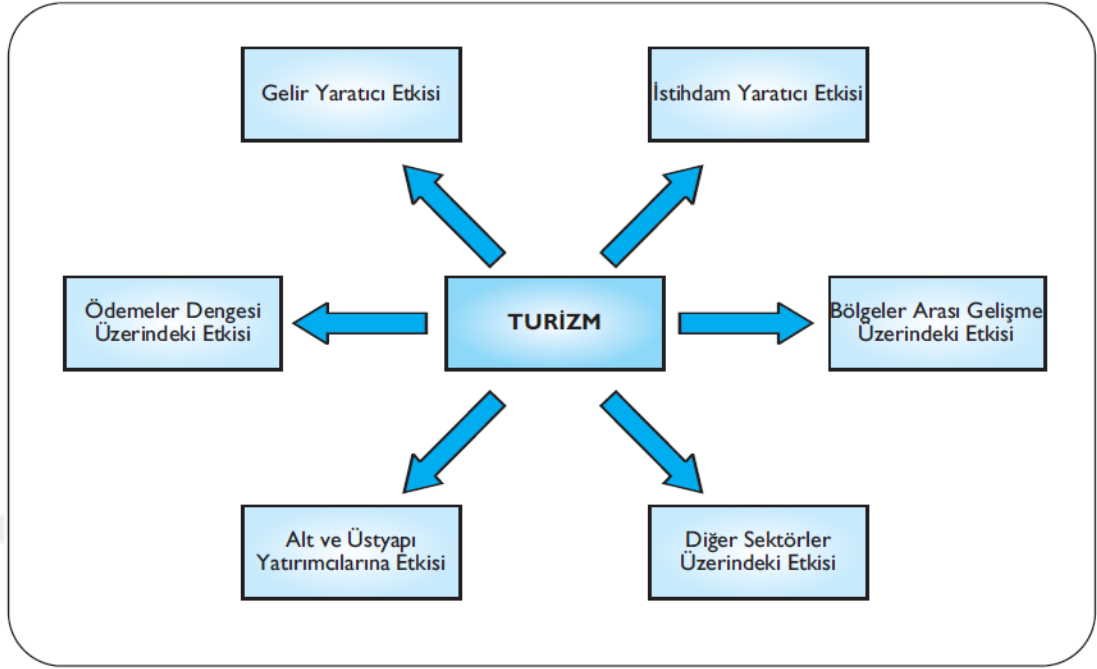 Gelir Yaratıcı Etkisi
İstihdam Yaratıcı Etkisi
Ödemeler Dengesi
Üzerindeki Etkisi
TURİZM
Bölgeler Arası Gelişme
Üzerindeki Etkisi
Alt ve Üstyapı
Yatırımcılarına Etkisi
Diğer Sektörler
Üzerindeki Etkisi